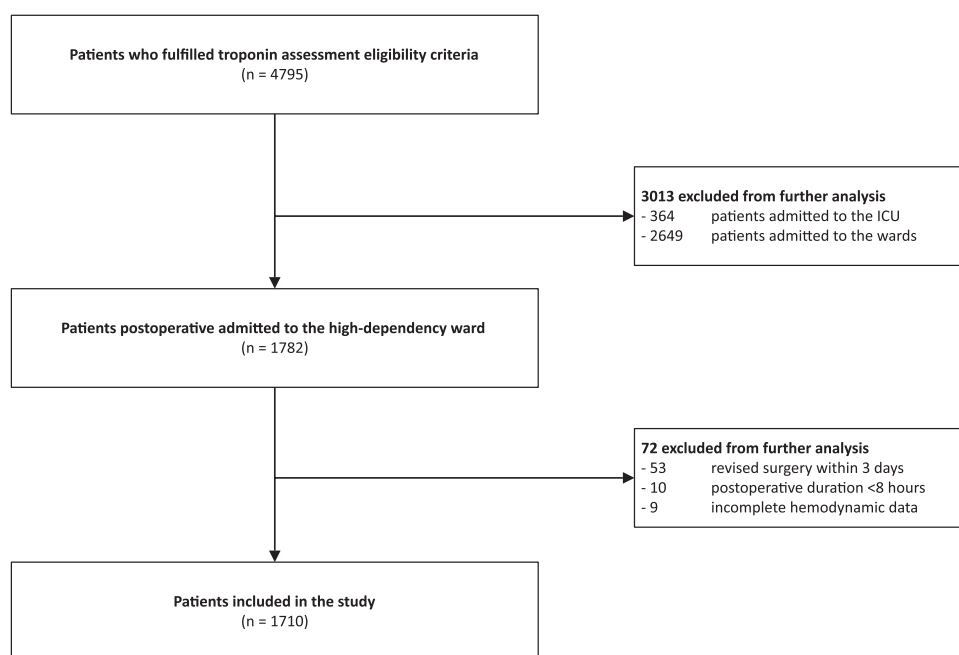 Patients who fulfilled troponin assessment eligibility criteria
(n = 4795)
3013 excluded from further analysis
- 364 patients admitted to the ICU
- 2649 patients admitted to the wards
Patients postoperative admitted to the high-dependency ward
(n = 1782)
72 excluded from further analysis
- 53 revised surgery within 3 days
- 10 postoperative duration <8 hours
- 9 incomplete hemodynamic data
Patients included in the study
(n = 1710)